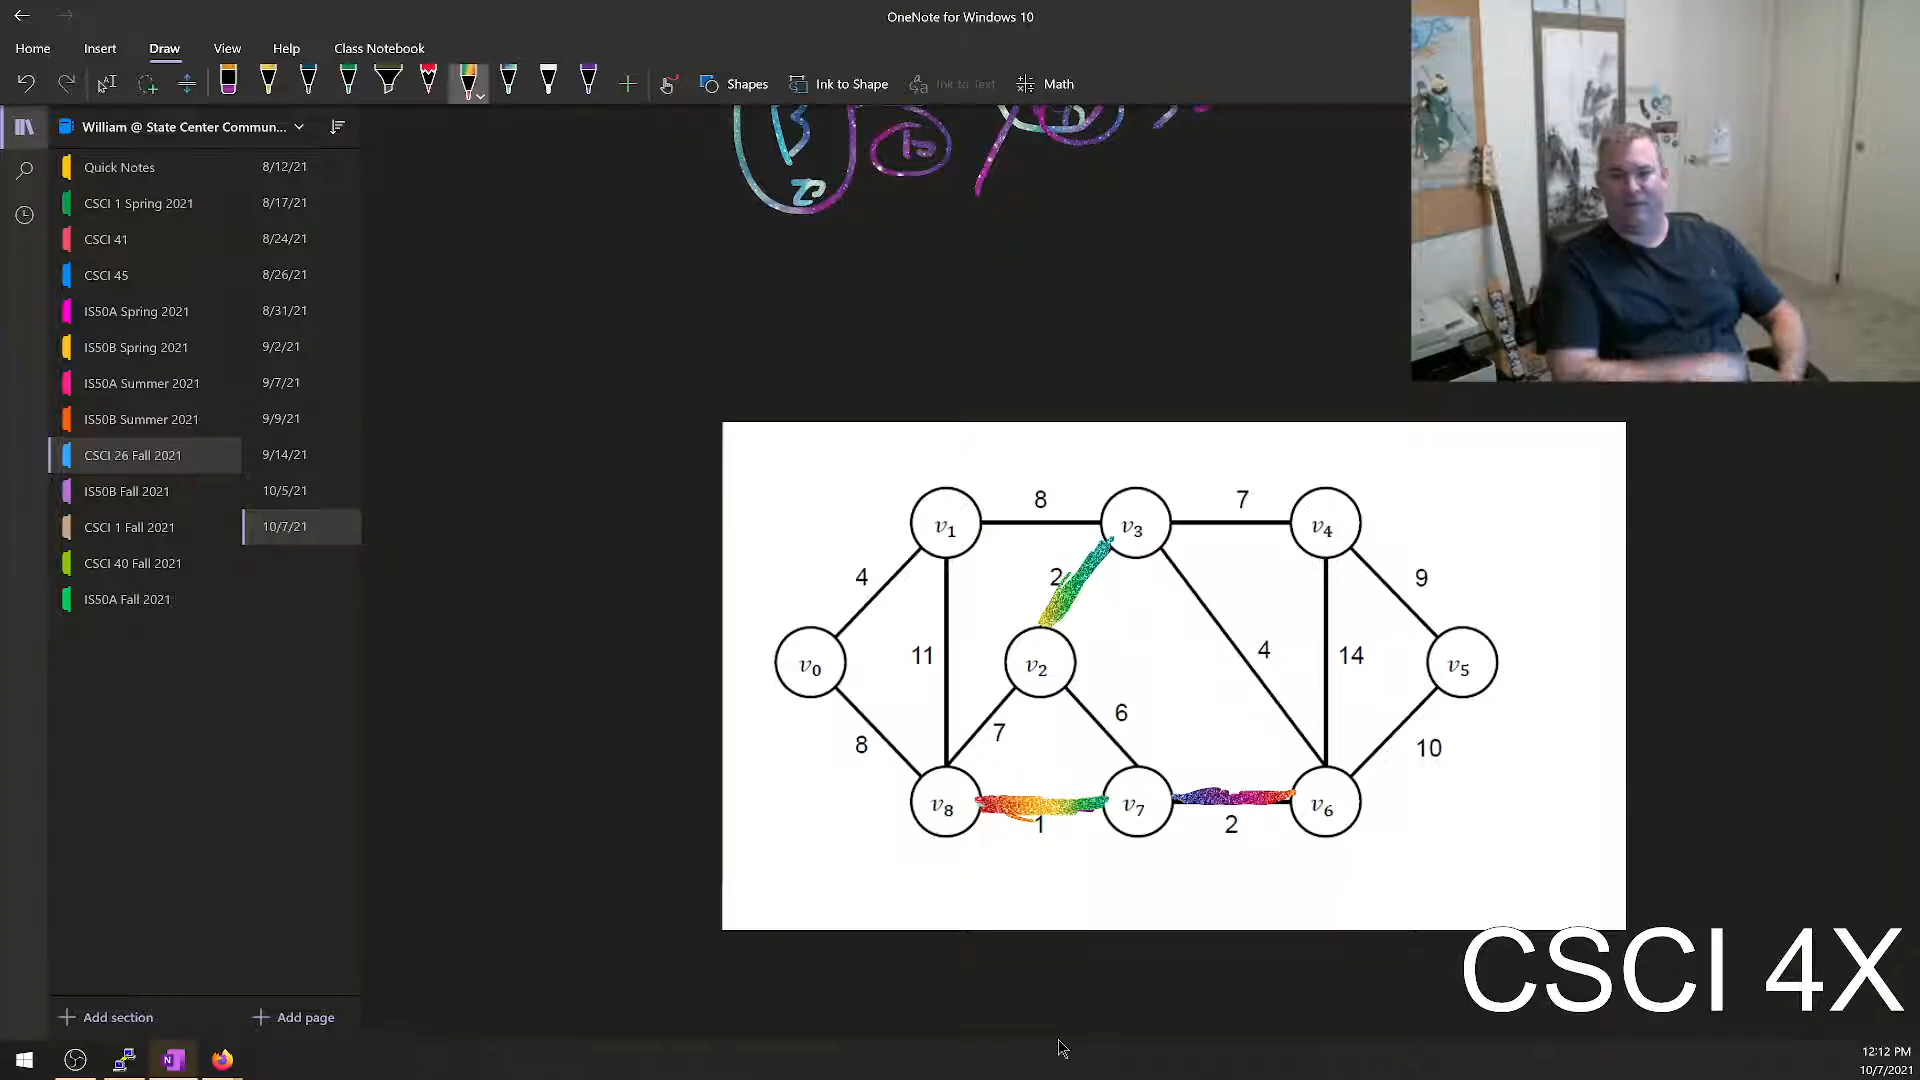 OneNote for Windows 10
Home Insert Draw View Help Class Notebook
Shapes Ink to Shape Ink to Text Math
William @ State Center Commun...
Quick Notes 8/12/21
CSCI 1 Spring 2021 8/17/21
CSCI 41 8/24/21
CSCI 45 8/26/21
IS50A Spring 2021 8/31/21
IS50B Spring 2021 9/2/21
IS50A Summer 2021 9/7/21
IS50B Summer 2021 9/9/21
CSCI 26 Fall 2021 9/14/21
IS50B Fall 2021 10/5/21
CSCI 1 Fall 2021 10/7/21
CSCI 40 Fall 2021
IS50A Fall 2021
8 7
v1 v3 v4
4 2 9
11 4 14
v0 v2 v5
6
7
8 10
v8 v7 v6
1 2
CSCI 4X
Add section Add page
12:12 PM
10/7/2021